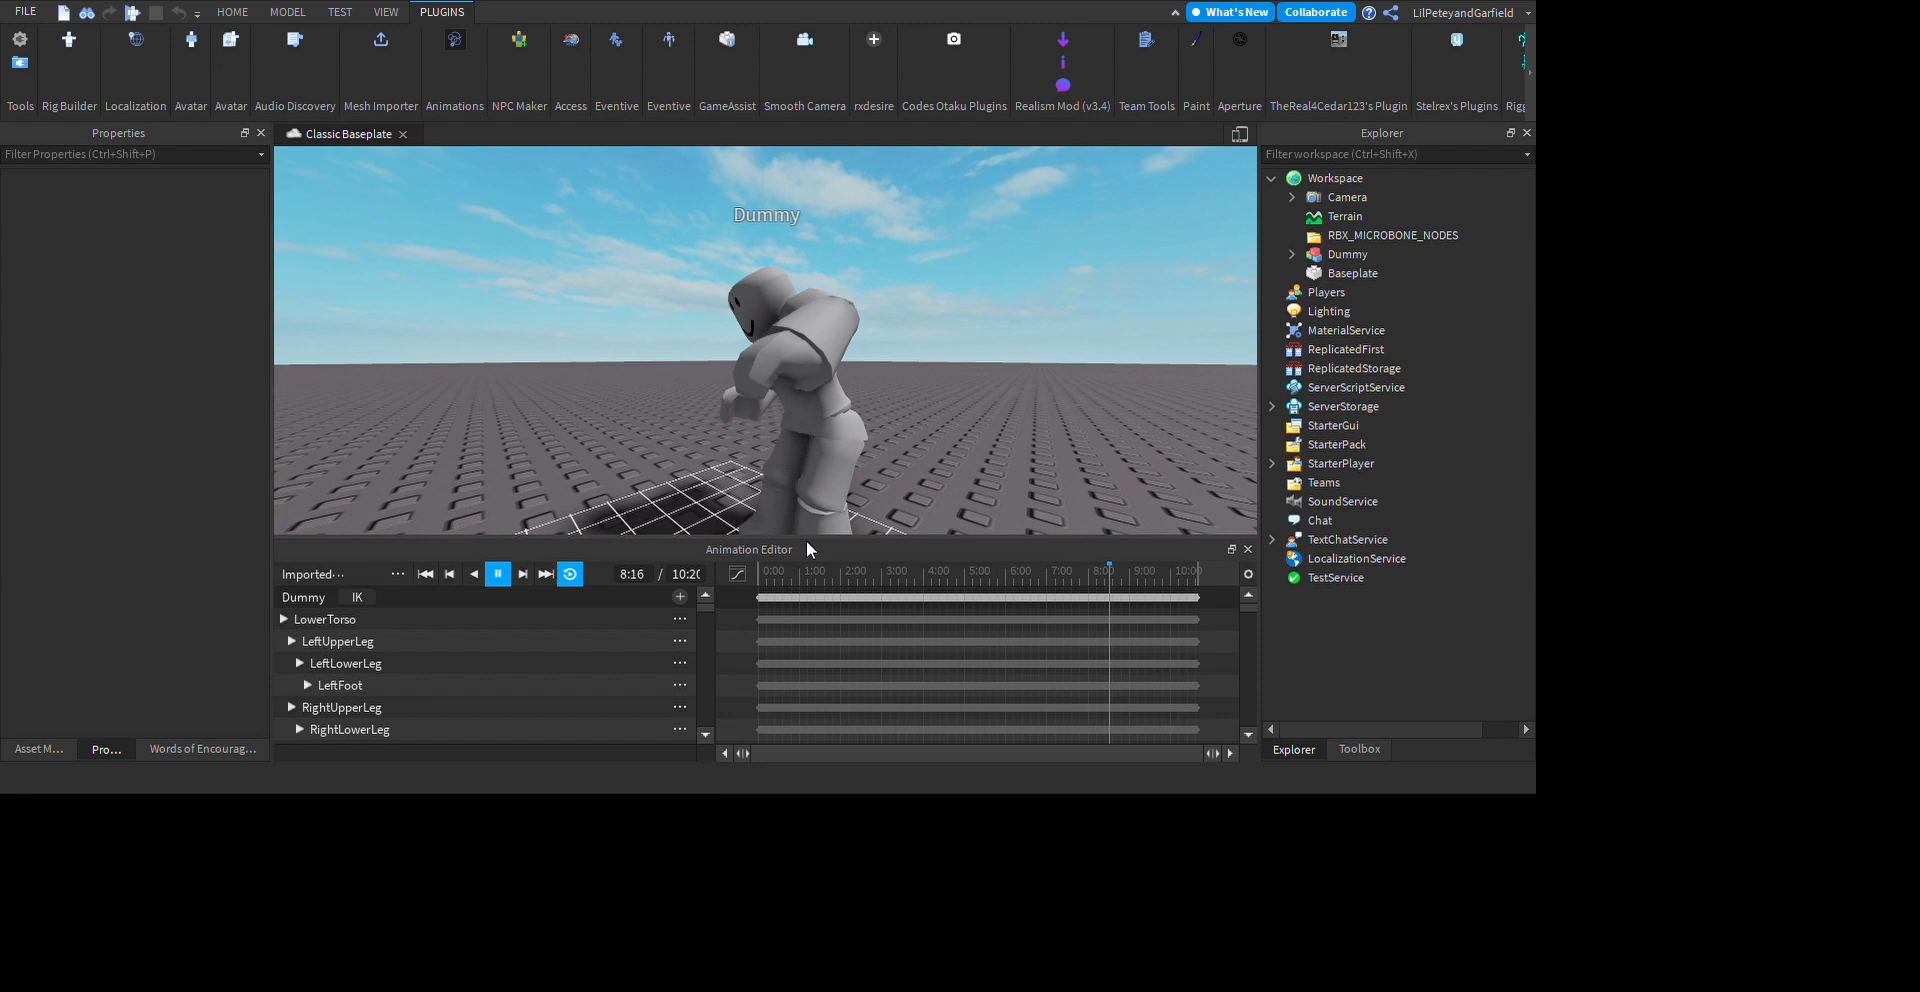 FILE HOME MODEL TEST VIEW PLUGINS What's New Collaborate LilPeteyandGarfield
Tools Rig Builder Localization Avatar Avatar Audio Discovery Mesh Importer Animations NPC Maker Access Eventive Eventive GameAssist Smooth Camera rxdesire Codes Otaku Plugins Realism Mod (v3.4) Team Tools Paint Aperture TheReal4Cedar123's Plugin Stelrex's Plugins Rigg
Properties
Filter Properties (Ctrl+Shift+P)
Asset M... Pro... Words of Encourag...
Classic Baseplate
Dummy
Animation Editor
Imported··· 8:16 / 10:20
0:00 1:00 2:00 3:00 4:00 5:00 6:00 7:00 8:00 9:00 10:00
Dummy IK
LowerTorso
LeftUpperLeg
LeftLowerLeg
LeftFoot
RightUpperLeg
RightLowerLeg
Explorer
Filter workspace (Ctrl+Shift+X)
Workspace
Camera
Terrain
RBX_MICROBONE_NODES
Dummy
Baseplate
Players
Lighting
MaterialService
ReplicatedFirst
ReplicatedStorage
ServerScriptService
ServerStorage
StarterGui
StarterPack
StarterPlayer
Teams
SoundService
Chat
TextChatService
LocalizationService
TestService
Explorer Toolbox